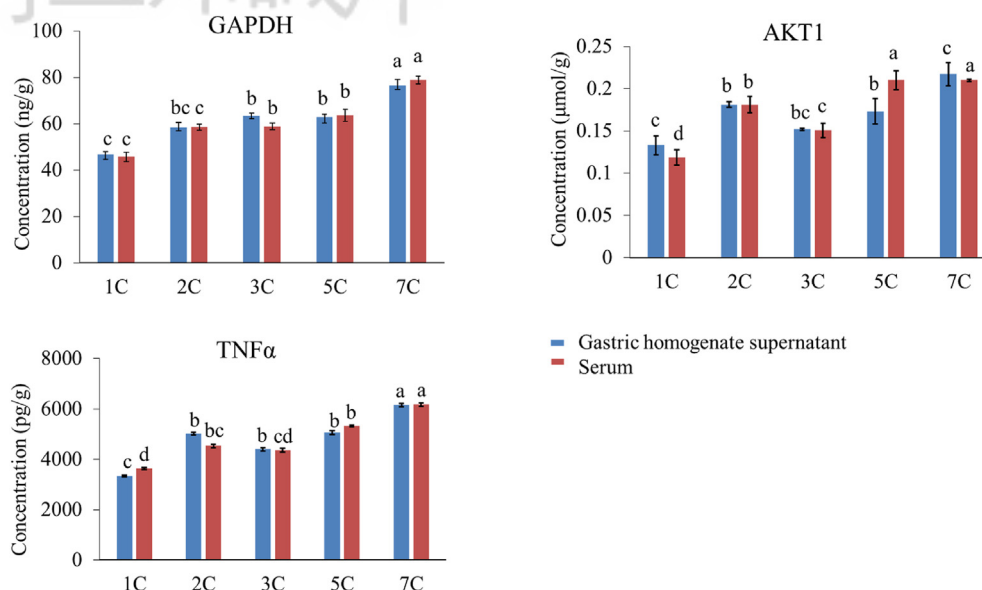 GAPDH
Concentration (ng/g)
100
80
60
40
20
0
c c
bc c
b b
b b
a a
1C 2C 3C 5C 7C
AKT1
Concentration (μmol/g)
0.25
0.2
0.15
0.1
0.05
0
c d
b b
bc c
b a
c a
1C 2C 3C 5C 7C
TNFα
Concentration (pg/g)
8000
6000
4000
2000
0
c d
b bc
b cd
b b
a a
1C 2C 3C 5C 7C
Gastric homogenate supernatant
Serum